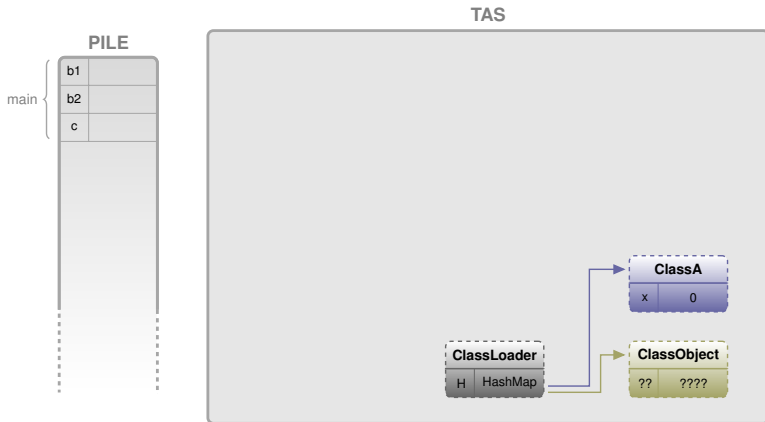 TAS
PILE
main
b1
b2
c
ClassA
x 0
ClassLoader
H HashMap
ClassObject
?? ????